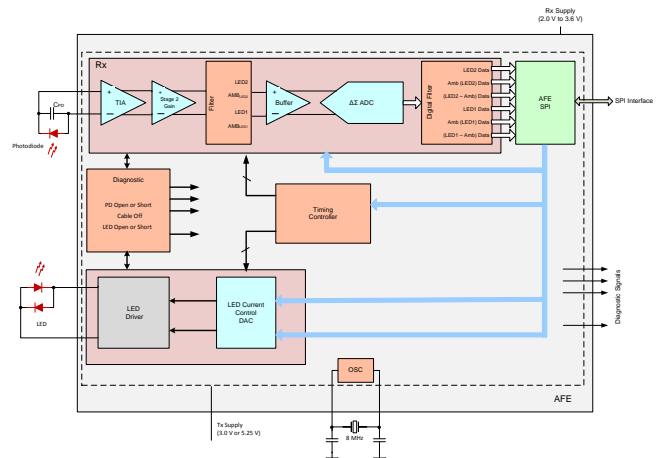 Rx Supply
(2.0 V to 3.6 V)
Rx
TIA
Stage 2
Gain
Filter
LED2
AMBLED2
LED1
AMBLED1
Buffer
ΔΣ ADC
Digital Filter
LED2 Data
Amb (LED2) Data
(LED2 – Amb) Data
LED1 Data
Amb (LED1) Data
(LED1 – Amb) Data
AFE
SPI
SPI Interface
CPD
Photodiode
Diagnostic
PD Open or Short
Cable Off
LED Open or Short
Timing
Controller
LED
Driver
LED Current
Control
DAC
LED
Diagnostic Signals
OSC
AFE
Tx Supply
(3.0 V or 5.25 V)
8 MHz